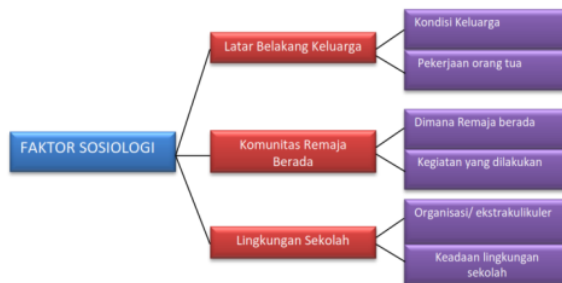 FAKTOR SOSIOLOGI
Latar Belakang Keluarga
Kondisi Keluarga
Pekerjaan orang tua
Komunitas Remaja
Berada
Dimana Remaja berada
Kegiatan yang dilakukan
Lingkungan Sekolah
Organisasi/ ekstrakulikuler
Keadaan lingkungan
sekolah